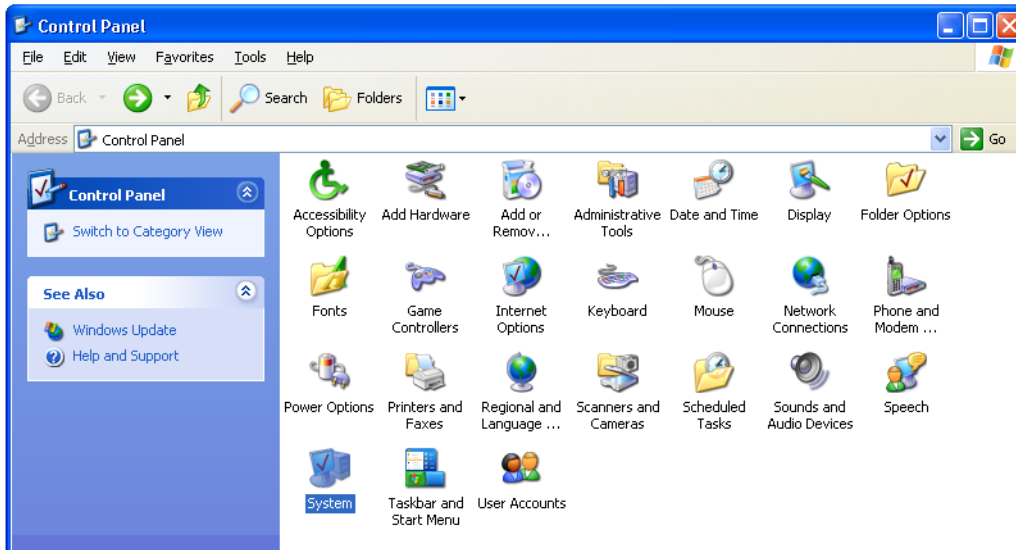 Control Panel
File Edit View Favorites Tools Help
Back Search Folders
Address Control Panel Go
Control Panel
Switch to Category View
See Also
Windows Update
Help and Support
Accessibility Options
Add Hardware
Add or Remov...
Administrative Tools
Date and Time
Display
Folder Options
Fonts
Game Controllers
Internet Options
Keyboard
Mouse
Network Connections
Phone and Modem ...
Power Options
Printers and Faxes
Regional and Language ...
Scanners and Cameras
Scheduled Tasks
Sounds and Audio Devices
Speech
System
Taskbar and Start Menu
User Accounts